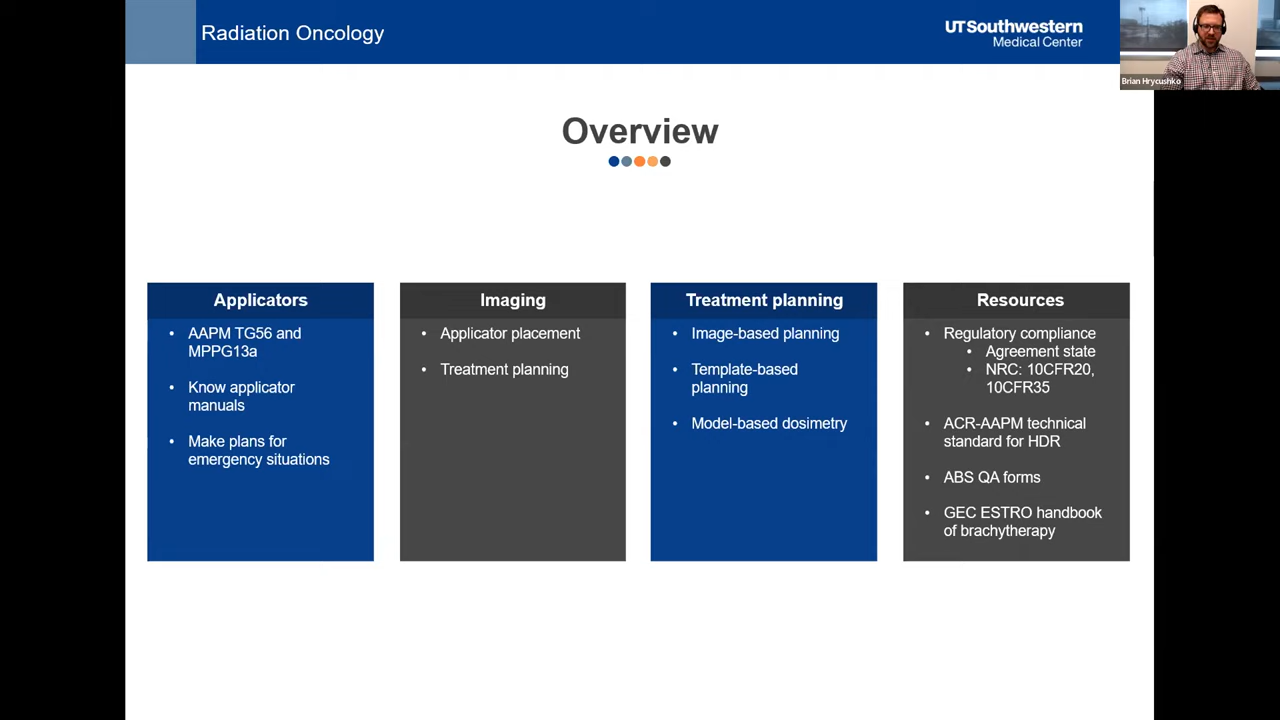 Radiation Oncology
UTSouthwestern
Medical Center
Brian Hrycushko
Overview
Applicators
• AAPM TG56 and
MPPG13a
• Know applicator
manuals
• Make plans for
emergency situations
Imaging
• Applicator placement
• Treatment planning
Treatment planning
• Image-based planning
• Template-based
planning
• Model-based dosimetry
Resources
• Regulatory compliance
• Agreement state
• NRC: 10CFR20,
10CFR35
• ACR-AAPM technical
standard for HDR
• ABS QA forms
• GEC ESTRO handbook
of brachytherapy